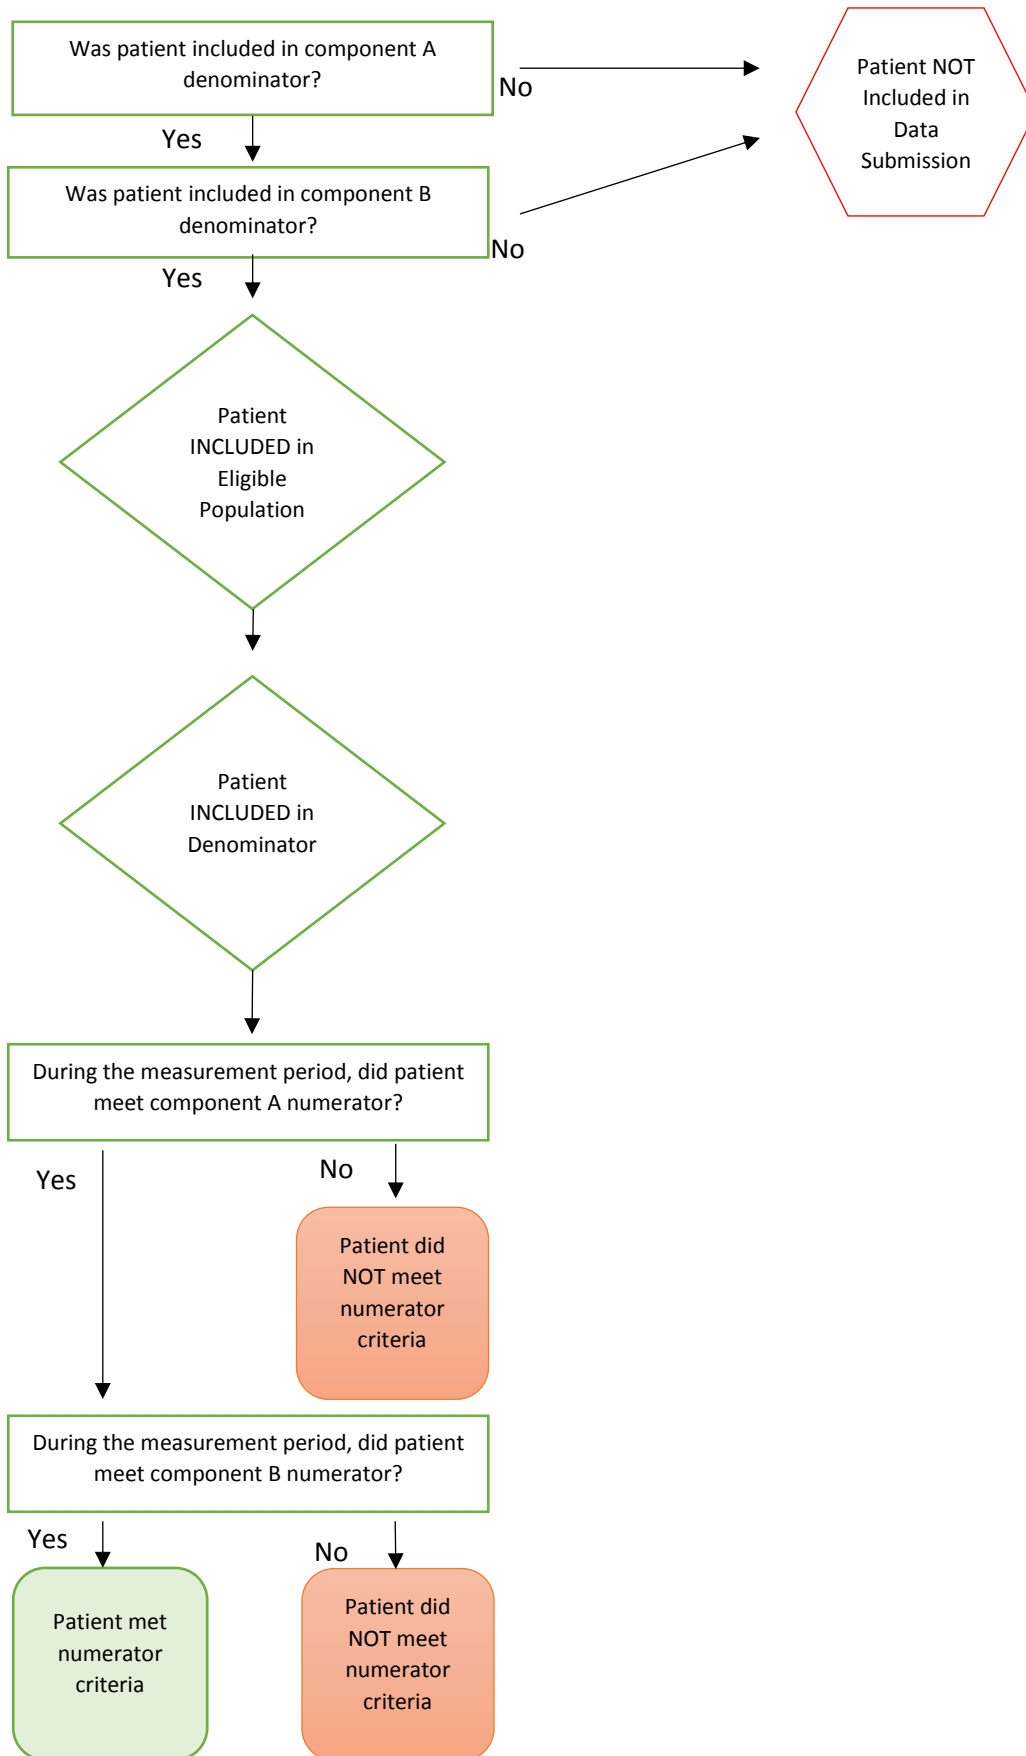 Was patient included in component A
denominator?
No
Patient NOT
Included in
Data
Submission
Yes
Was patient included in component B
denominator?
No
Yes
Patient
INCLUDED in
Eligible
Population
Patient
INCLUDED in
Denominator
During the measurement period, did patient
meet component A numerator?
Yes
No
Patient did
NOT meet
numerator
criteria
During the measurement period, did patient
meet component B numerator?
Yes
No
Patient met
numerator
criteria
Patient did
NOT meet
numerator
criteria